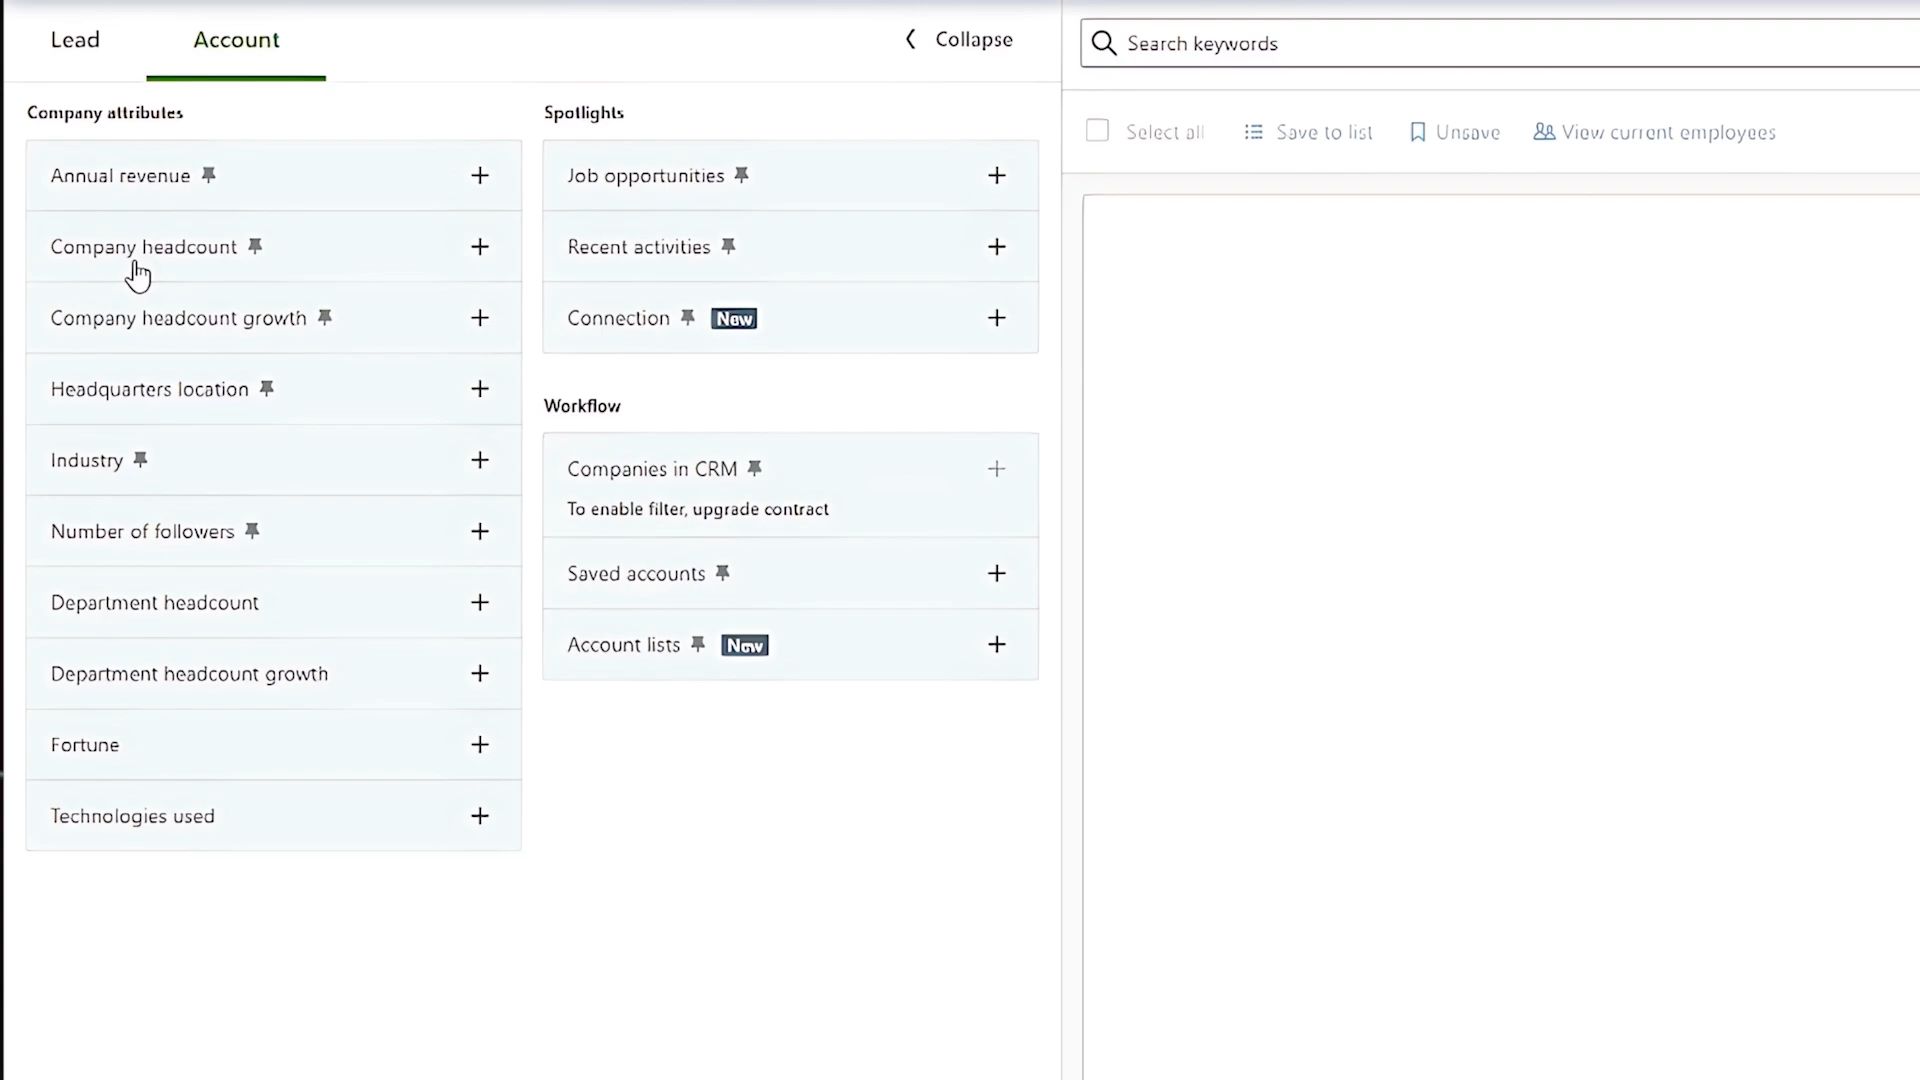 Lead
Account
Collapse
Search keywords
Company attributes
Annual revenue
Company headcount
Company headcount growth
Headquarters location
Industry
Number of followers
Department headcount
Department headcount growth
Fortune
Technologies used
Spotlights
Job opportunities
Recent activities
Connection New
Workflow
Companies in CRM
To enable filter, upgrade contract
Saved accounts
Account lists New
Select all
Save to list
Unsave
View current employees